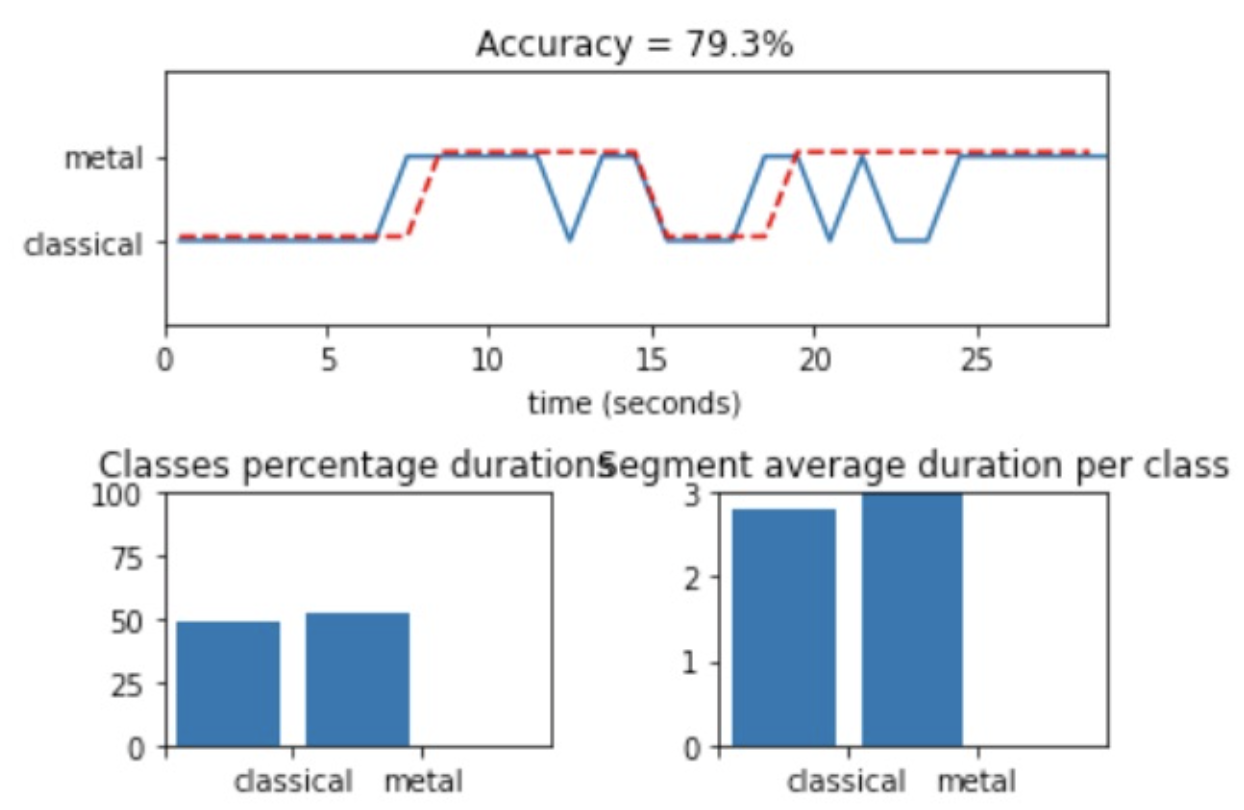 Accuracy = 79.3%
metal
classical
0 5 10 15 20 25
time (seconds)
Classes percentage durations
100
75
50
25
0
classical metal
Segment average duration per class
3
2
1
0
classical metal